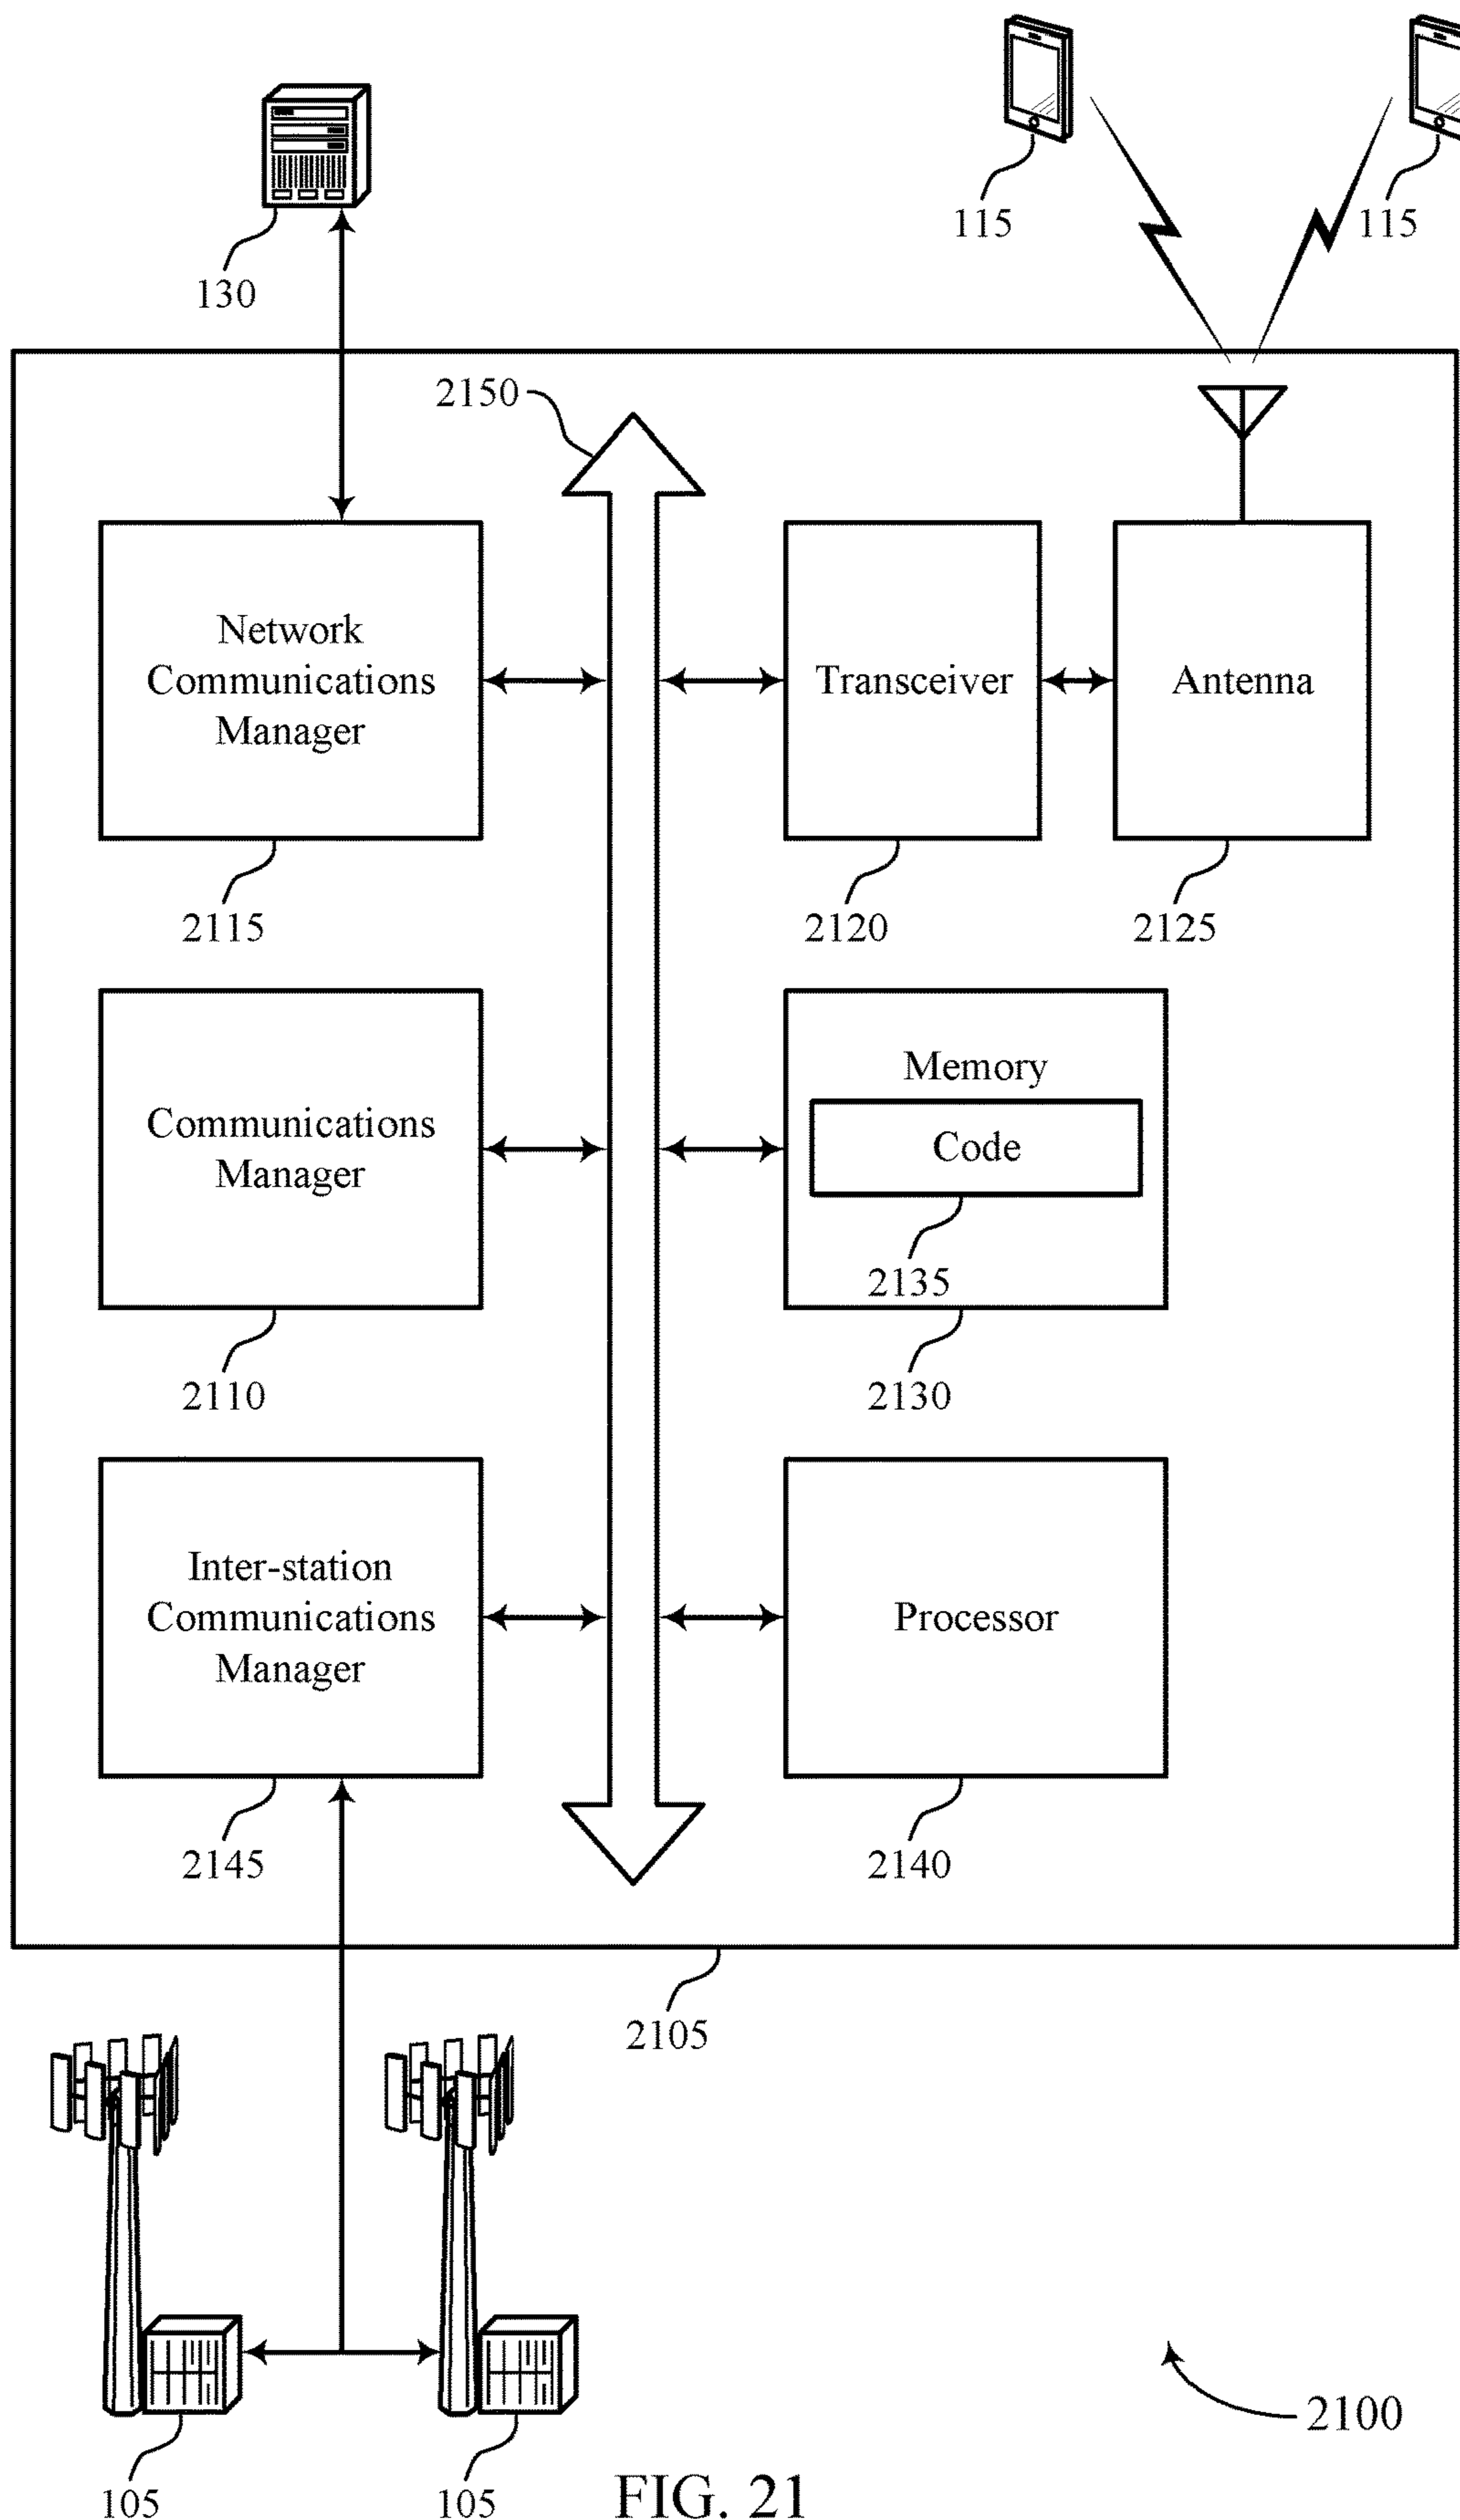 115
115
130
2150
Network
Communications
Manager
Transceiver
Antenna
2115
2120
2125
Communications
Manager
Memory
Code
2135
2110
2130
Inter-station
Communications
Manager
Processor
2145
2140
2105
2100
105
105
FIG. 21